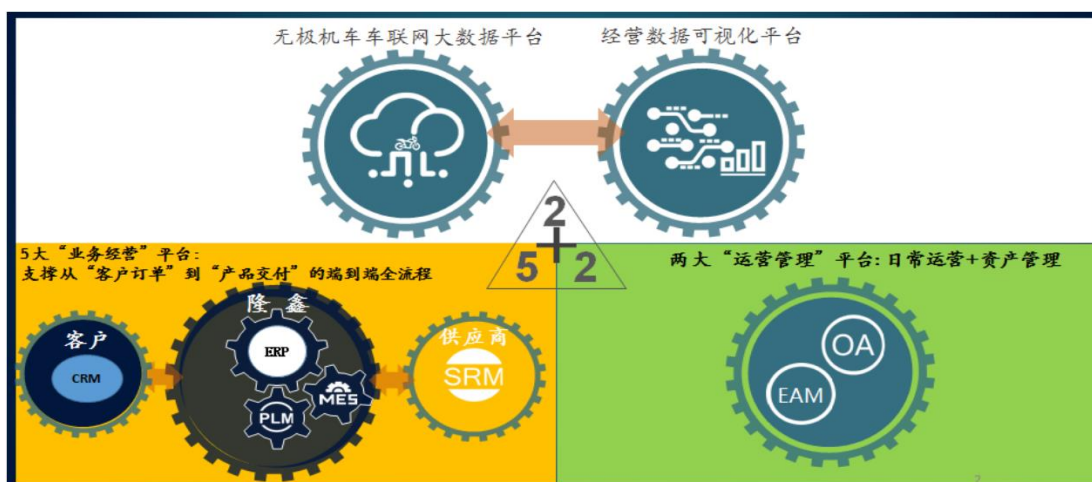 无极机车车联网大数据平台
经营数据可视化平台
2
5
2
5大“业务经营”平台:
支撑从“客户订单”到“产品交付”的端到端全流程
客户
CRM
隆鑫
ERP
MES
PLM
供应商
SRM
两大“运营管理”平台:日常运营+资产管理
OA
EAM
2